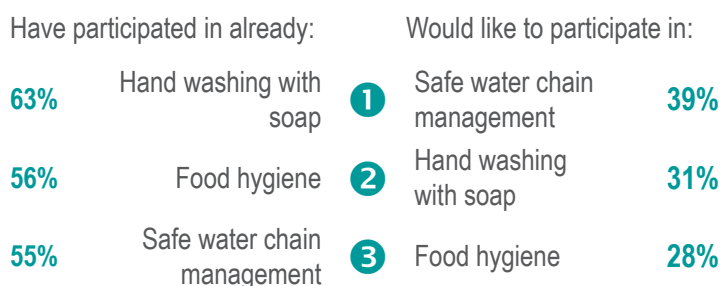 Have participated in already: Would like to participate in:
63% Hand washing with soap 1 Safe water chain management 39%
56% Food hygiene 2 Hand washing with soap 31%
55% Safe water chain management 3 Food hygiene 28%